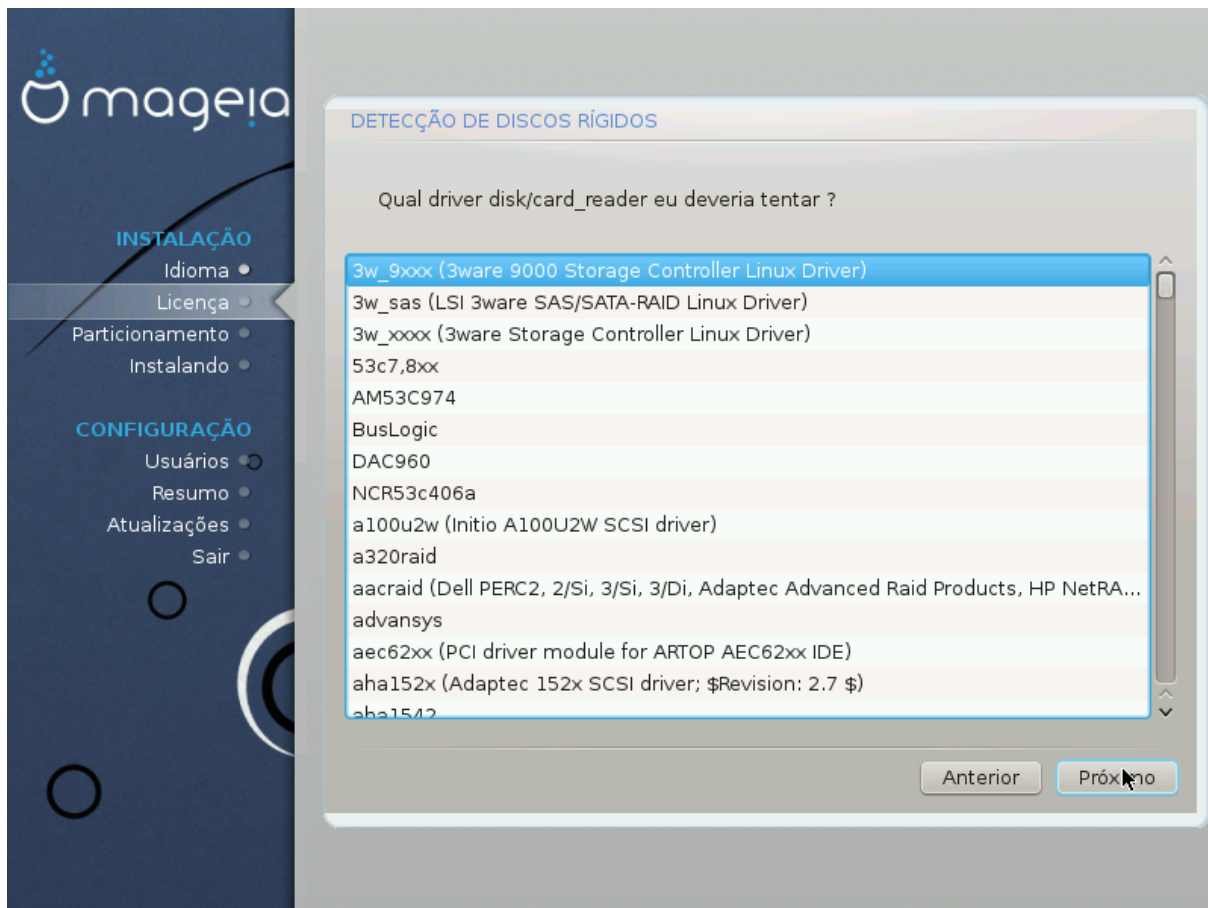 mageia
INSTALAÇÃO
Idioma
Licença
Particionamento
Instalando
CONFIGURAÇÃO
Usuários
Resumo
Atualizações
Sair
DETECÇÃO DE DISCOS RÍGIDOS
Qual driver disk/card_reader eu deveria tentar ?
3w_9xxx (3ware 9000 Storage Controller Linux Driver)
3w_sas (LSI 3ware SAS/SATA-RAID Linux Driver)
3w_xxxx (3ware Storage Controller Linux Driver)
53c7,8xx
AM53C974
BusLogic
DAC960
NCR53c406a
a100u2w (Initio A100U2W SCSI driver)
a320raid
aacraid (Dell PERC2, 2/Si, 3/Si, 3/Di, Adaptec Advanced Raid Products, HP NetRA...
advansys
aec62xx (PCI driver module for ARTOP AEC62xx IDE)
aha152x (Adaptec 152x SCSI driver; $Revision: 2.7 $)
aha1542
Anterior
Próximo